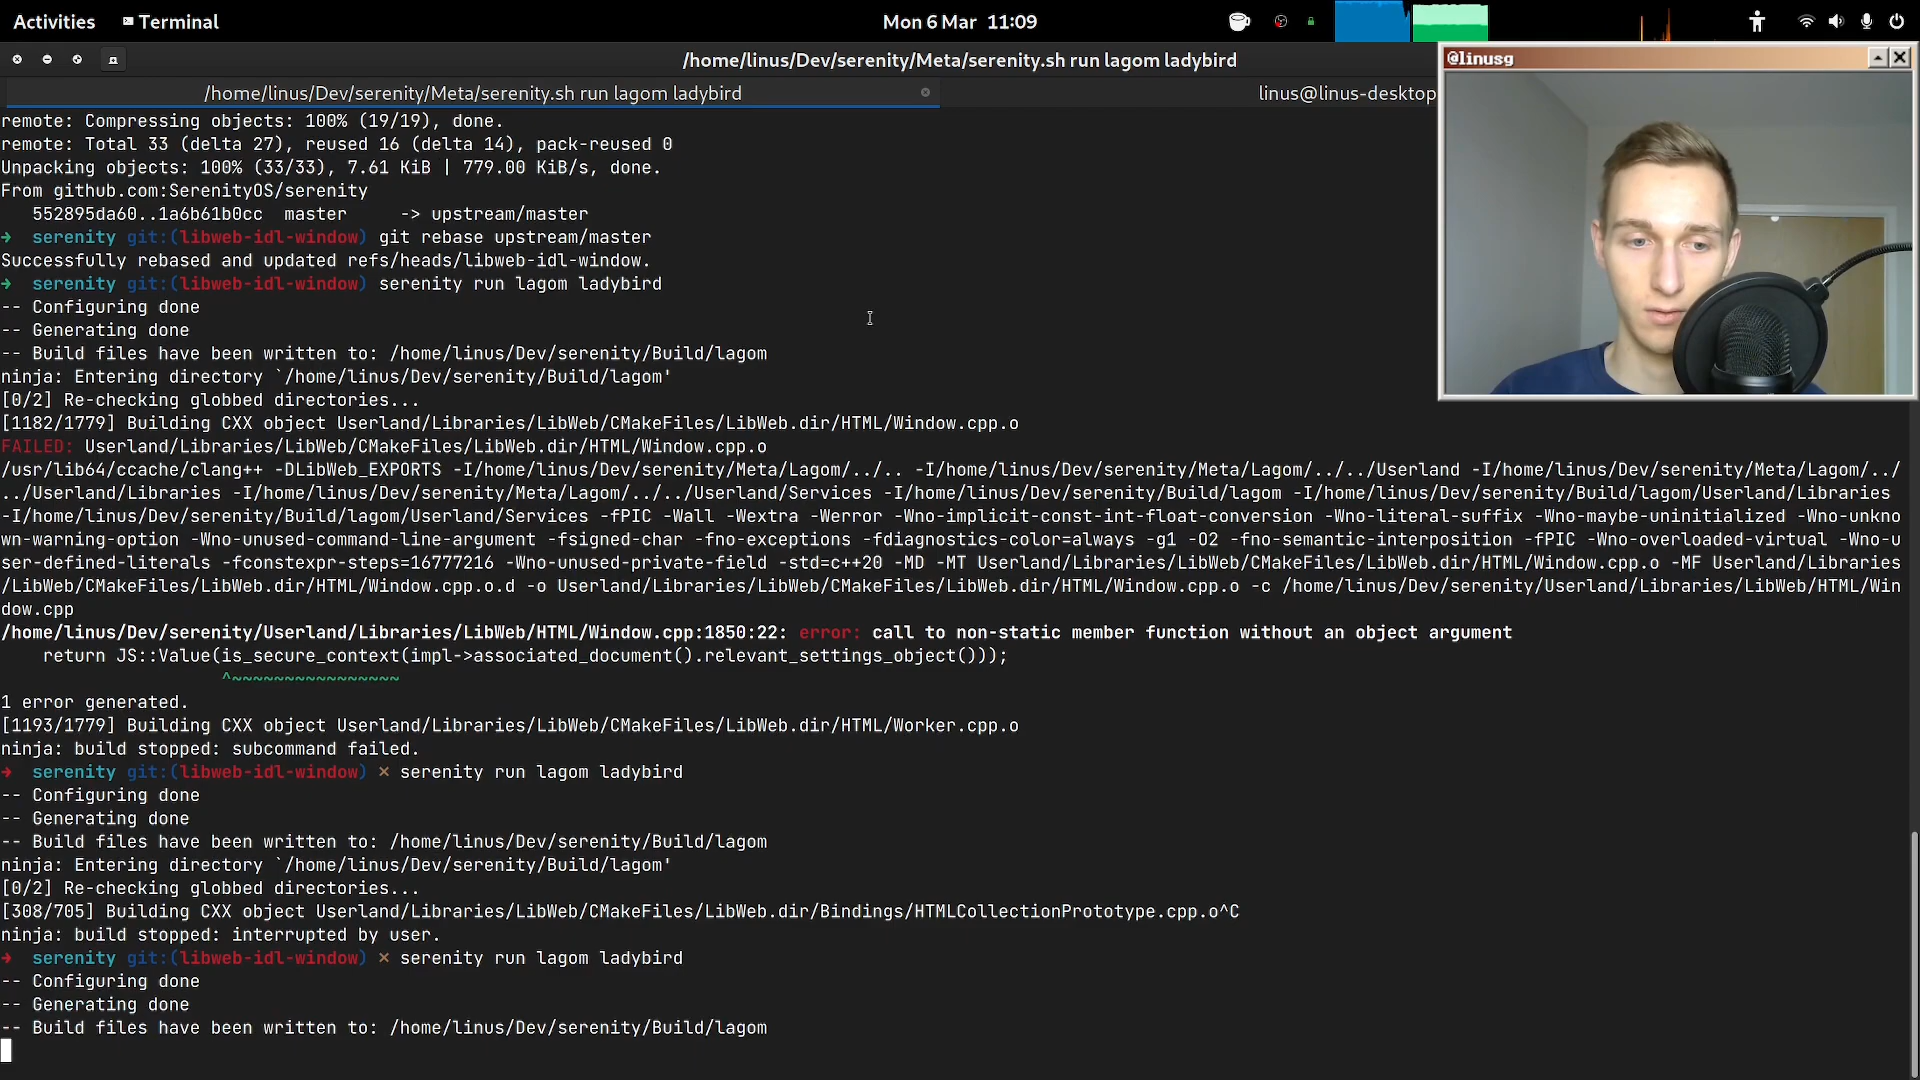 Activities
Terminal
Mon 6 Mar 11:09
/home/linus/Dev/serenity/Meta/serenity.sh run lagom ladybird
@linusg
/home/linus/Dev/serenity/Meta/serenity.sh run lagom ladybird
linus@linus-desktop
remote: Compressing objects: 100% (19/19), done.
remote: Total 33 (delta 27), reused 16 (delta 14), pack-reused 0
Unpacking objects: 100% (33/33), 7.61 KiB | 779.00 KiB/s, done.
From github.com:SerenityOS/serenity
   552895da60..1a6b61b0cc  master     -> upstream/master
➜  serenity git:(libweb-idl-window) git rebase upstream/master
Successfully rebased and updated refs/heads/libweb-idl-window.
➜  serenity git:(libweb-idl-window) serenity run lagom ladybird
-- Configuring done
-- Generating done
-- Build files have been written to: /home/linus/Dev/serenity/Build/lagom
ninja: Entering directory `/home/linus/Dev/serenity/Build/lagom'
[0/2] Re-checking globbed directories...
[1182/1779] Building CXX object Userland/Libraries/LibWeb/CMakeFiles/LibWeb.dir/HTML/Window.cpp.o
FAILED: Userland/Libraries/LibWeb/CMakeFiles/LibWeb.dir/HTML/Window.cpp.o
/usr/lib64/ccache/clang++ -DLibWeb_EXPORTS -I/home/linus/Dev/serenity/Meta/Lagom/../.. -I/home/linus/Dev/serenity/Meta/Lagom/../../Userland -I/home/linus/Dev/serenity/Meta/Lagom/../
../Userland/Libraries -I/home/linus/Dev/serenity/Meta/Lagom/../../Userland/Services -I/home/linus/Dev/serenity/Build/lagom -I/home/linus/Dev/serenity/Build/lagom/Userland/Libraries
-I/home/linus/Dev/serenity/Build/lagom/Userland/Services -fPIC -Wall -Wextra -Werror -Wno-implicit-const-int-float-conversion -Wno-literal-suffix -Wno-maybe-uninitialized -Wno-unkno
wn-warning-option -Wno-unused-command-line-argument -fsigned-char -fno-exceptions -fdiagnostics-color=always -g1 -O2 -fno-semantic-interposition -fPIC -Wno-overloaded-virtual -Wno-u
ser-defined-literals -fconstexpr-steps=16777216 -Wno-unused-private-field -std=c++20 -MD -MT Userland/Libraries/LibWeb/CMakeFiles/LibWeb.dir/HTML/Window.cpp.o -MF Userland/Libraries
/LibWeb/CMakeFiles/LibWeb.dir/HTML/Window.cpp.o.d -o Userland/Libraries/LibWeb/CMakeFiles/LibWeb.dir/HTML/Window.cpp.o -c /home/linus/Dev/serenity/Userland/Libraries/LibWeb/HTML/Win
dow.cpp
/home/linus/Dev/serenity/Userland/Libraries/LibWeb/HTML/Window.cpp:1850:22: error: call to non-static member function without an object argument
    return JS::Value(is_secure_context(impl->associated_document().relevant_settings_object()));
                     ^~~~~~~~~~~~~~~~~
1 error generated.
[1193/1779] Building CXX object Userland/Libraries/LibWeb/CMakeFiles/LibWeb.dir/HTML/Worker.cpp.o
ninja: build stopped: subcommand failed.
➜  serenity git:(libweb-idl-window) ✗ serenity run lagom ladybird
-- Configuring done
-- Generating done
-- Build files have been written to: /home/linus/Dev/serenity/Build/lagom
ninja: Entering directory `/home/linus/Dev/serenity/Build/lagom'
[0/2] Re-checking globbed directories...
[308/705] Building CXX object Userland/Libraries/LibWeb/CMakeFiles/LibWeb.dir/Bindings/HTMLCollectionPrototype.cpp.o^C
ninja: build stopped: interrupted by user.
➜  serenity git:(libweb-idl-window) ✗ serenity run lagom ladybird
-- Configuring done
-- Generating done
-- Build files have been written to: /home/linus/Dev/serenity/Build/lagom